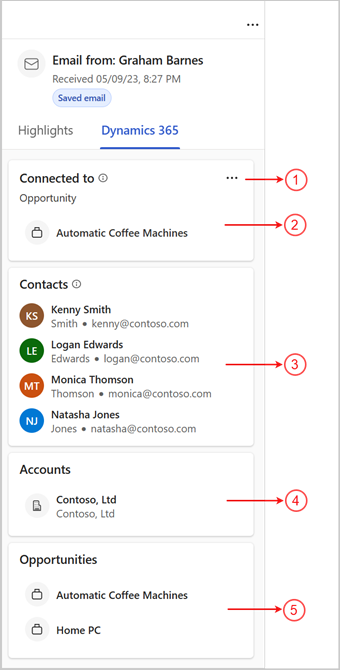 ...
Email from: Graham Barnes
Received 05/09/23, 8:27 PM
Saved email
Highlights Dynamics 365
Connected to ... 1
Opportunity
Automatic Coffee Machines 2
Contacts
KS Kenny Smith
Smith • kenny@contoso.com
LE Logan Edwards
Edwards • logan@contoso.com 3
MT Monica Thomson
Thomson • monica@contoso.com
NJ Natasha Jones
Jones • natasha@contoso.com
Accounts
Contoso, Ltd 4
Contoso, Ltd
Opportunities
Automatic Coffee Machines
5
Home PC